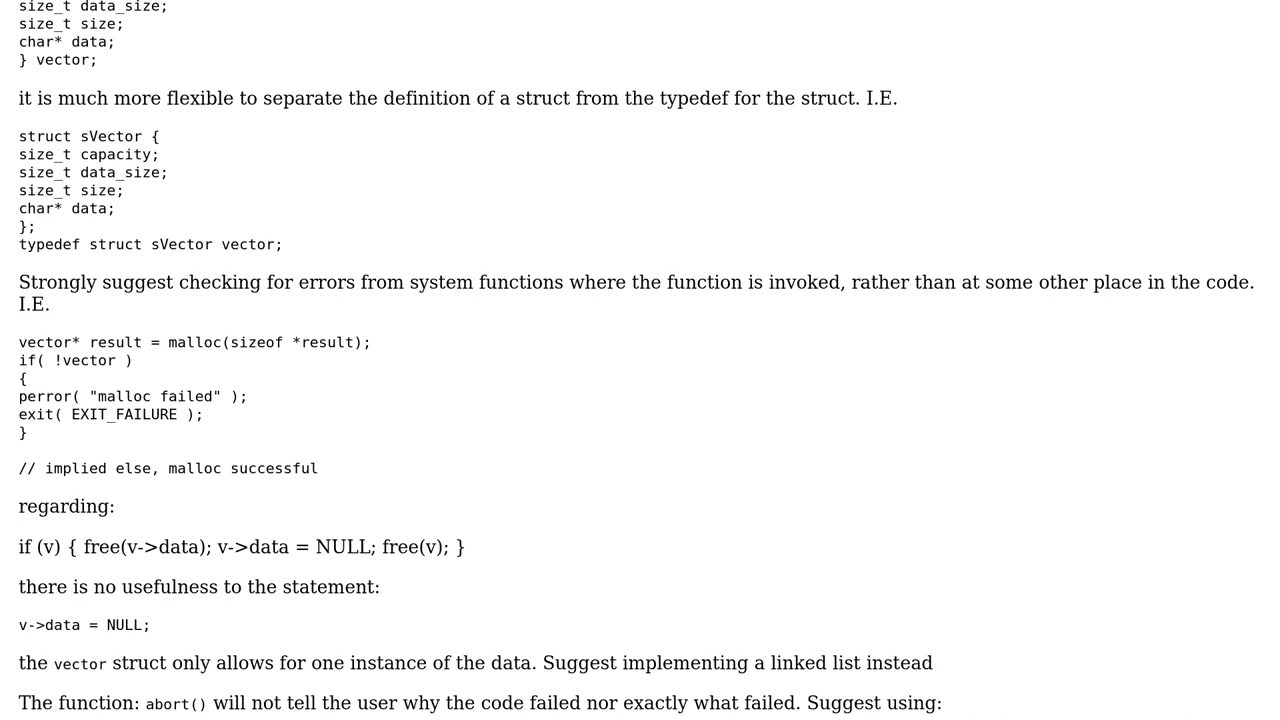 size_t data_size;
size_t size;
char* data;
} vector;
it is much more flexible to separate the definition of a struct from the typedef for the struct. I.E.
struct sVector {
size_t capacity;
size_t data_size;
size_t size;
char* data;
};
typedef struct sVector vector;
Strongly suggest checking for errors from system functions where the function is invoked, rather than at some other place in the code.
I.E.
vector* result = malloc(sizeof *result);
if( !vector )
{
perror( "malloc failed" );
exit( EXIT_FAILURE );
}
// implied else, malloc successful
regarding:
if (v) { free(v->data); v->data = NULL; free(v); }
there is no usefulness to the statement:
v->data = NULL;
the vector struct only allows for one instance of the data. Suggest implementing a linked list instead
The function: abort() will not tell the user why the code failed nor exactly what failed. Suggest using: